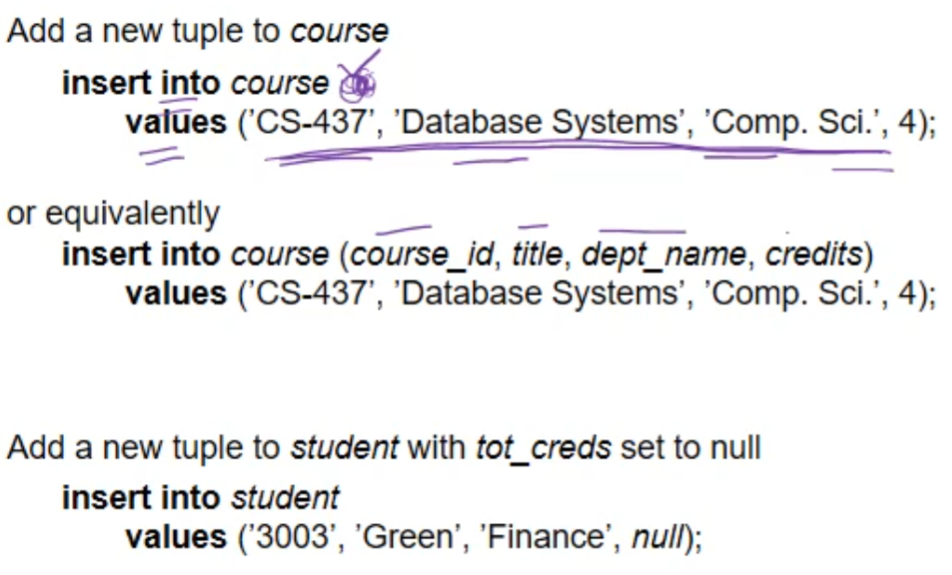 Add a new tuple to course
insert into course
values (’CS-437’, ’Database Systems’, ’Comp. Sci.’, 4);
or equivalently
insert into course (course_id, title, dept_name, credits)
values (’CS-437’, ’Database Systems’, ’Comp. Sci.’, 4);
Add a new tuple to student with tot_creds set to null
insert into student
values (’3003’, ’Green’, ’Finance’, null);